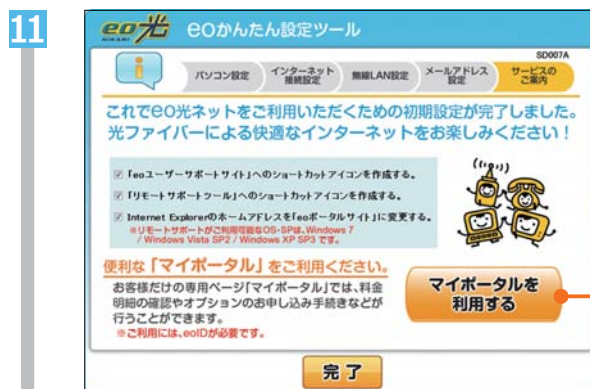 11
eo光 eoかんたん設定ツール
HIKARI
SD007A
パソコン設定
インターネット
接続設定
無線LAN設定
メールアドレス
設定
サービスの
ご案内
これでeo光ネットをご利用いただくための初期設定が完了しました。
光ファイバーによる快適なインターネットをお楽しみください！
「eoユーザーサポートサイト」へのショートカットアイコンを作成する。
「リモートサポートツール」へのショートカットアイコンを作成する。
Internet Explorerのホームアドレスを「eoポータルサイト」に変更する。
※リモートサポートがご利用可能なOS-SPは、Windows 7
/ Windows Vista SP2 / Windows XP SP3 です。
便利な「マイポータル」をご利用ください。
お客様だけの専用ページ「マイポータル」では、料金
明細の確認やオプションのお申し込み手続きなどが
行うことができます。
※ご利用には、eoIDが必要です。
マイポータルを
利用する
完了